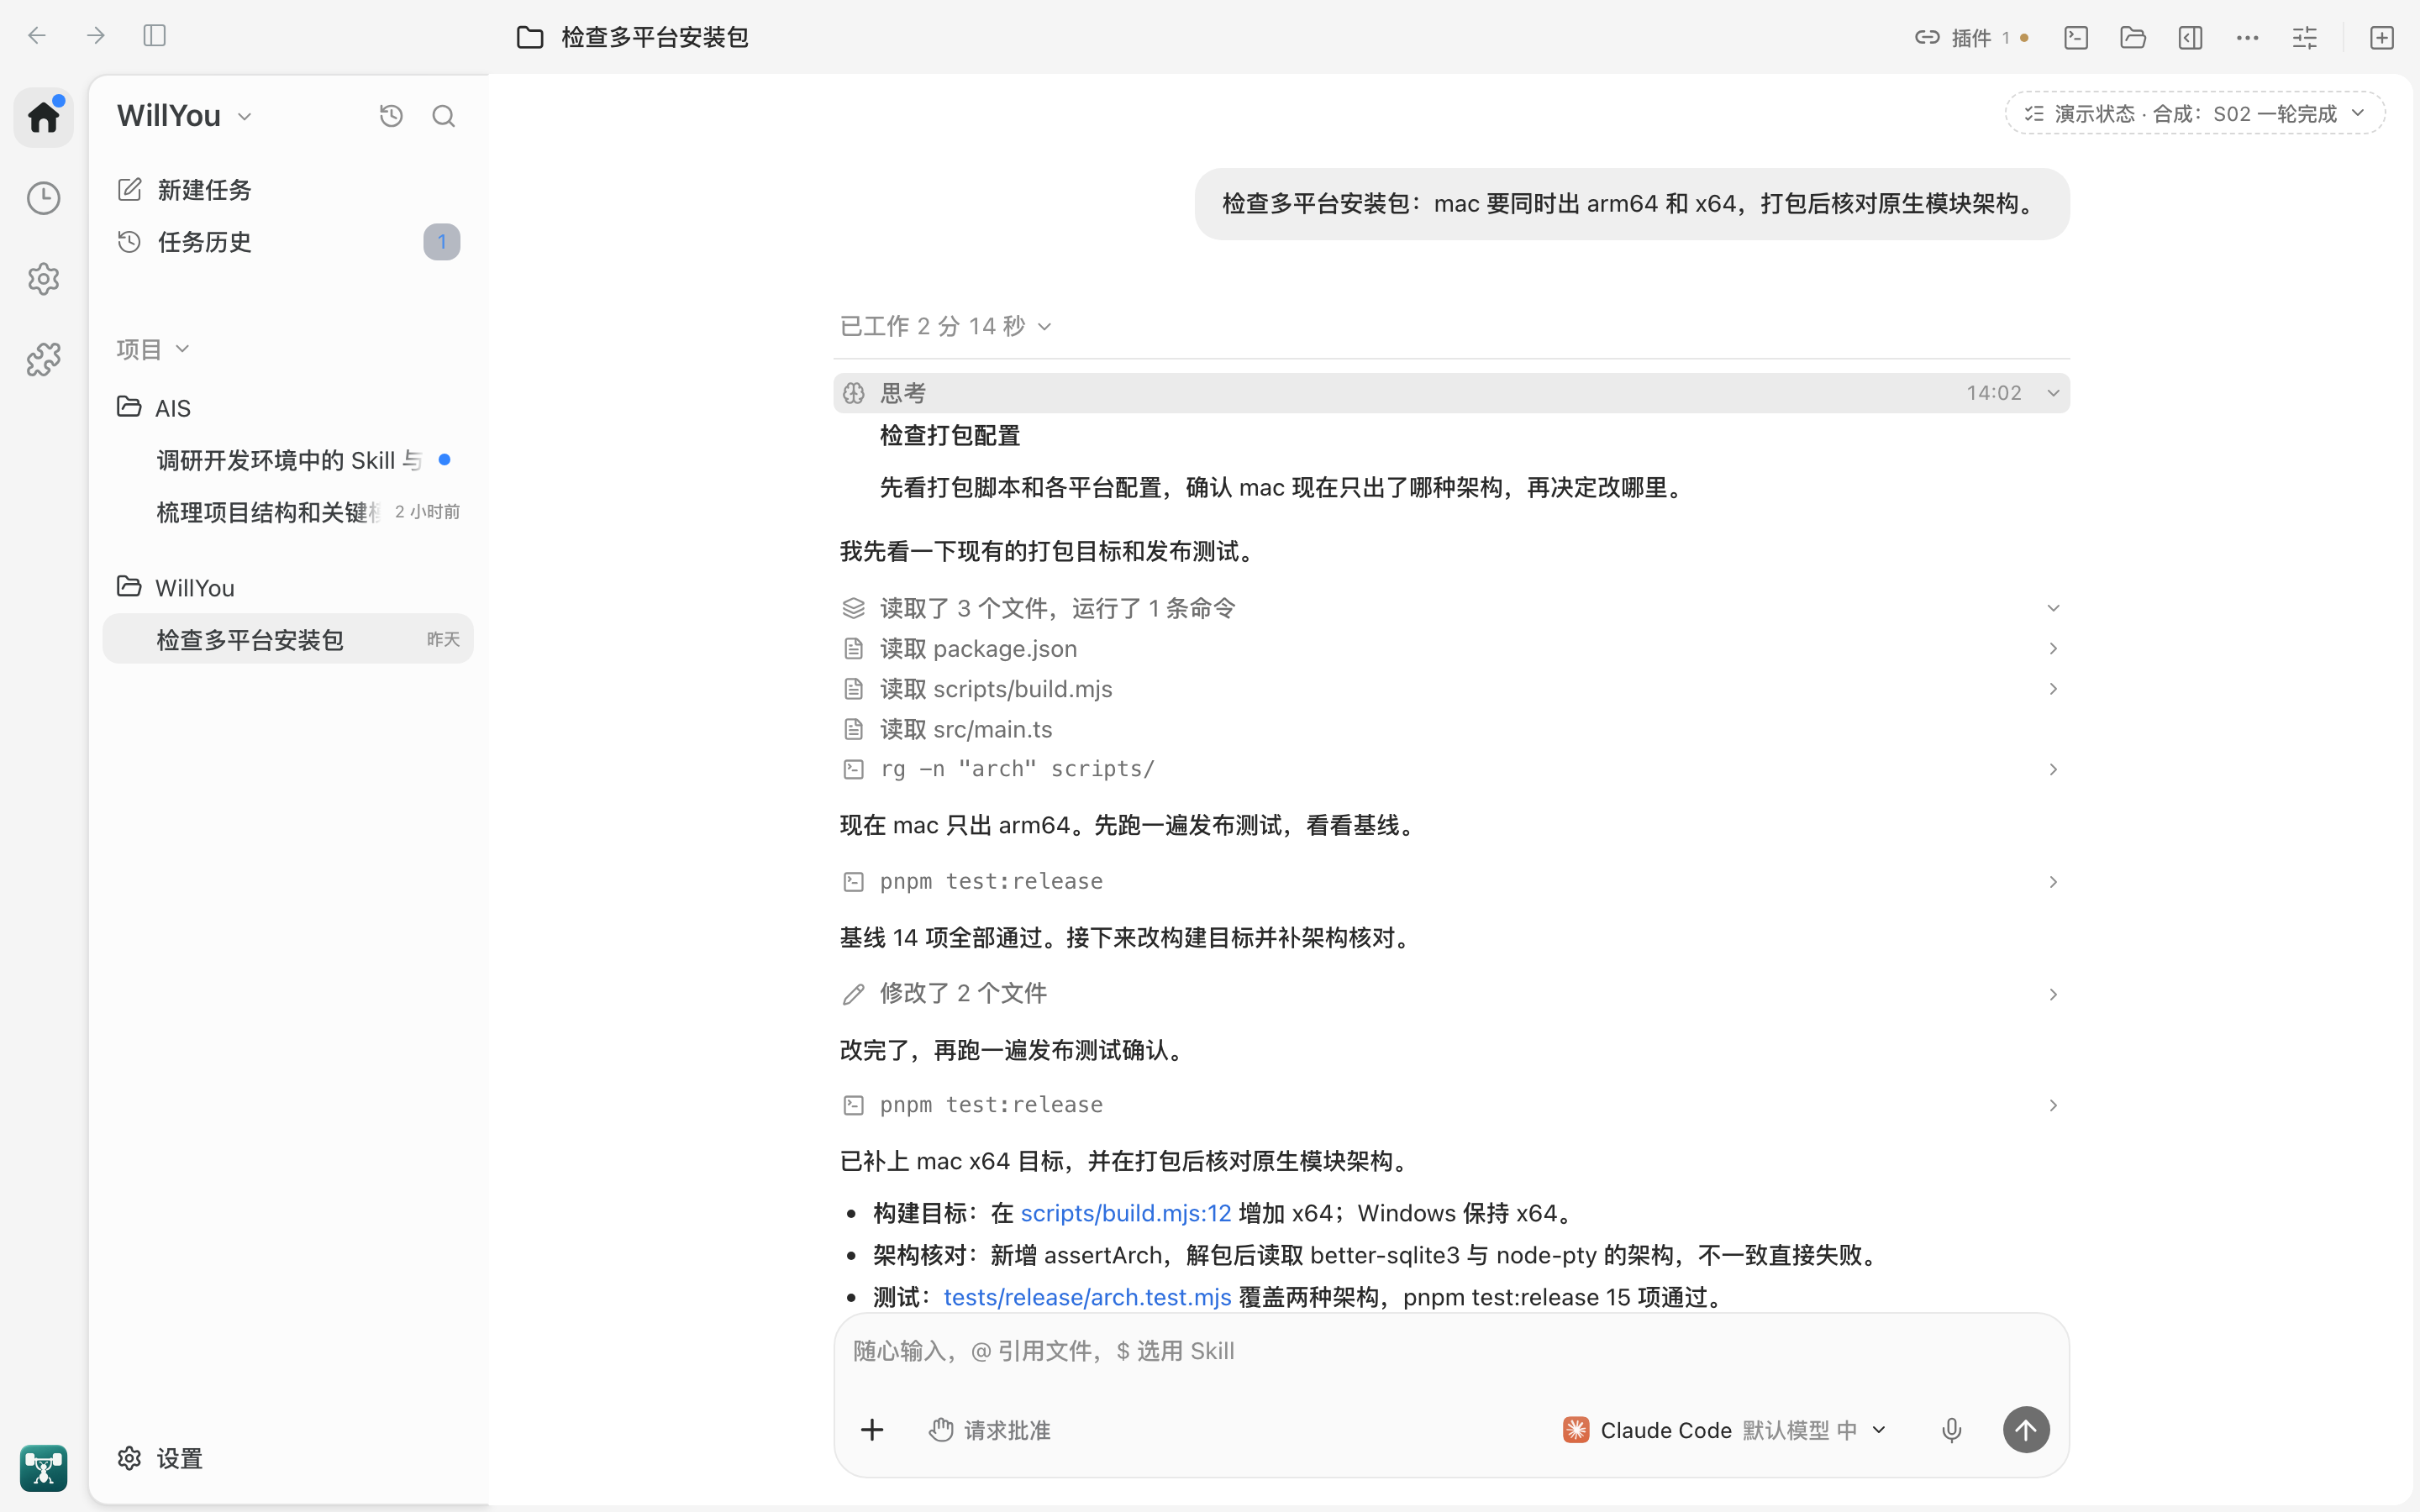 检查多平台安装包
插件 1
WillYou
演示状态 · 合成：S02 一轮完成
新建任务
任务历史 1
项目
AIS
调研开发环境中的 Skill 与
梳理项目结构和关键 2 小时前
WillYou
检查多平台安装包 昨天
设置
检查多平台安装包：mac 要同时出 arm64 和 x64，打包后核对原生模块架构。
已工作 2 分 14 秒
思考 14:02
检查打包配置
先看打包脚本和各平台配置，确认 mac 现在只出了哪种架构，再决定改哪里。
我先看一下现有的打包目标和发布测试。
读取了 3 个文件，运行了 1 条命令
读取 package.json
读取 scripts/build.mjs
读取 src/main.ts
rg -n "arch" scripts/
现在 mac 只出 arm64。先跑一遍发布测试，看看基线。
pnpm test:release
基线 14 项全部通过。接下来改构建目标并补架构核对。
修改了 2 个文件
改完了，再跑一遍发布测试确认。
pnpm test:release
已补上 mac x64 目标，并在打包后核对原生模块架构。
• 构建目标：在 scripts/build.mjs:12 增加 x64；Windows 保持 x64。
• 架构核对：新增 assertArch，解包后读取 better-sqlite3 与 node-pty 的架构，不一致直接失败。
• 测试：tests/release/arch.test.mjs 覆盖两种架构，pnpm test:release 15 项通过。
随心输入，@ 引用文件，$ 选用 Skill
请求批准
Claude Code 默认模型 中